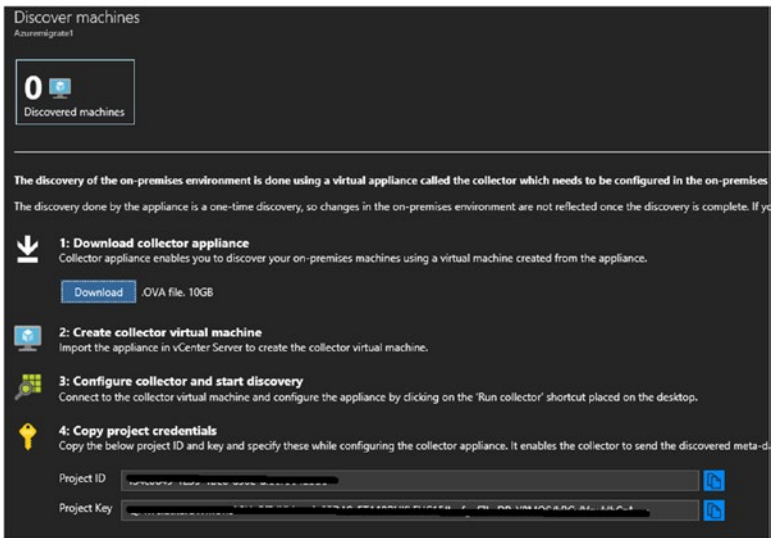 Discover machines
Azuremigrate1
0
Discovered machines
The discovery of the on-premises environment is done using a virtual appliance called the collector which needs to be configured in the on-premises
The discovery done by the appliance is a one-time discovery, so changes in the on-premises environment are not reflected once the discovery is complete. If
1: Download collector appliance
Collector appliance enables you to discover your on-premises machines using a virtual machine created from the appliance.
Download .OVA file. 10GB
2: Create collector virtual machine
Import the appliance in vCenter Server to create the collector virtual machine.
3: Configure collector and start discovery
Connect to the collector virtual machine and configure the appliance by clicking on the 'Run collector' shortcut placed on the desktop.
4: Copy project credentials
Copy the below project ID and key and specify these while configuring the collector appliance. It enables the collector to send the discovered
Project ID
Project Key